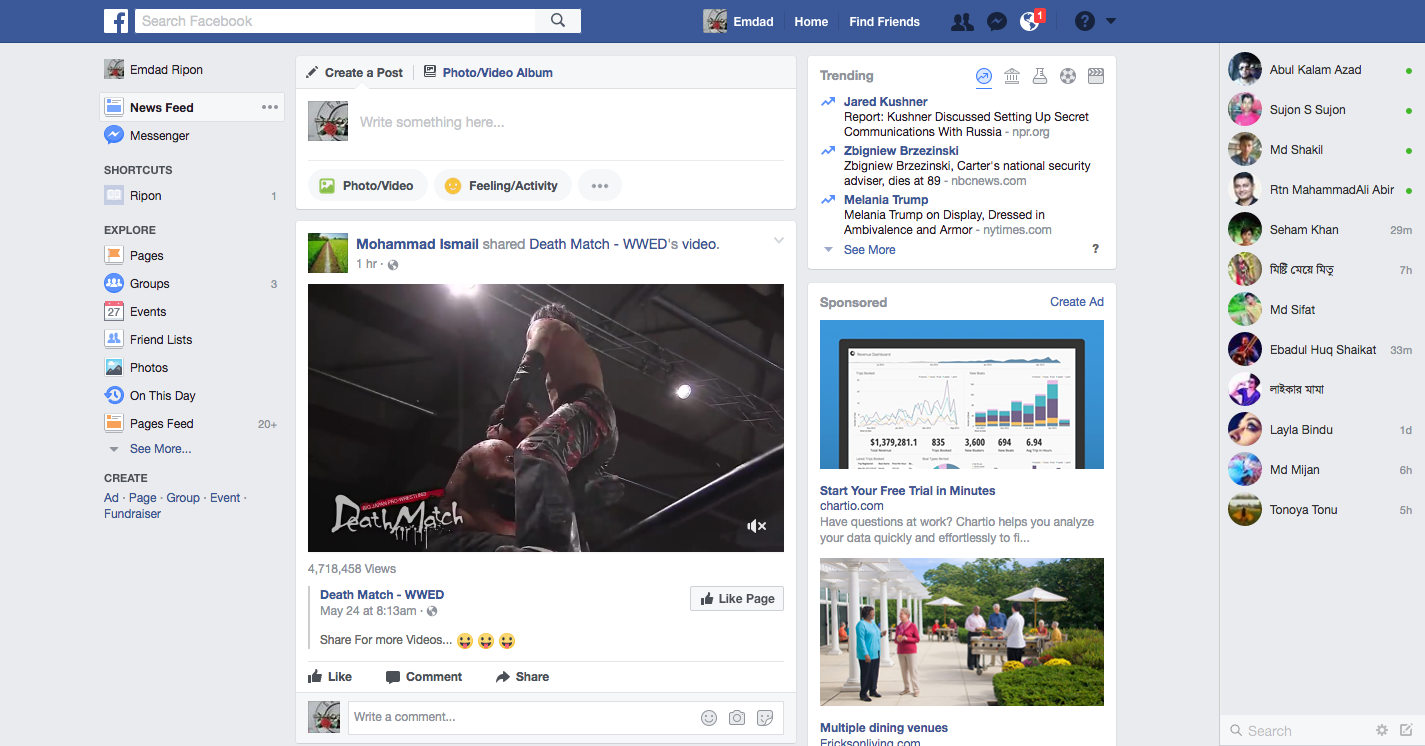 Search Facebook
Emdad
Home
Find Friends
1
Emdad Ripon
News Feed
Messenger
SHORTCUTS
Ripon 1
EXPLORE
Pages
Groups 3
27 Events
Friend Lists
Photos
On This Day
Pages Feed 20+
See More...
CREATE
Ad · Page · Group · Event ·
Fundraiser
Create a Post
Photo/Video Album
Write something here...
Photo/Video
Feeling/Activity
Mohammad Ismail shared Death Match - WWED's video.
1 hr ·
BIG JAPAN PRO-WRESTLING
DeathMatch
4,718,458 Views
Death Match - WWED
May 24 at 8:13am ·
Like Page
Share For more Videos... 😛 😛 😛
Like
Comment
Share
Write a comment...
Trending
Jared Kushner
Report: Kushner Discussed Setting Up Secret
Communications With Russia - npr.org
Zbigniew Brzezinski
Zbigniew Brzezinski, Carter's national security
adviser, dies at 89 - nbcnews.com
Melania Trump
Melania Trump on Display, Dressed in
Ambivalence and Armor - nytimes.com
See More
?
Sponsored
Create Ad
Revenue Dashboard
$1,379,281.1 835 3,600 694 6.94
Start Your Free Trial in Minutes
chartio.com
Have questions at work? Chartio helps you analyze
your data quickly and effortlessly to fi...
Multiple dining venues
Ericksonliving.com
Abul Kalam Azad
Sujon S Sujon
Md Shakil
Rtn MahammadAli Abir
Seham Khan 29m
মিষ্টি মেয়ে মিতু 7h
Md Sifat
Ebadul Huq Shaikat 33m
লাইকার মামা
Layla Bindu 1d
Md Mijan 6h
Tonoya Tonu 5h
Search